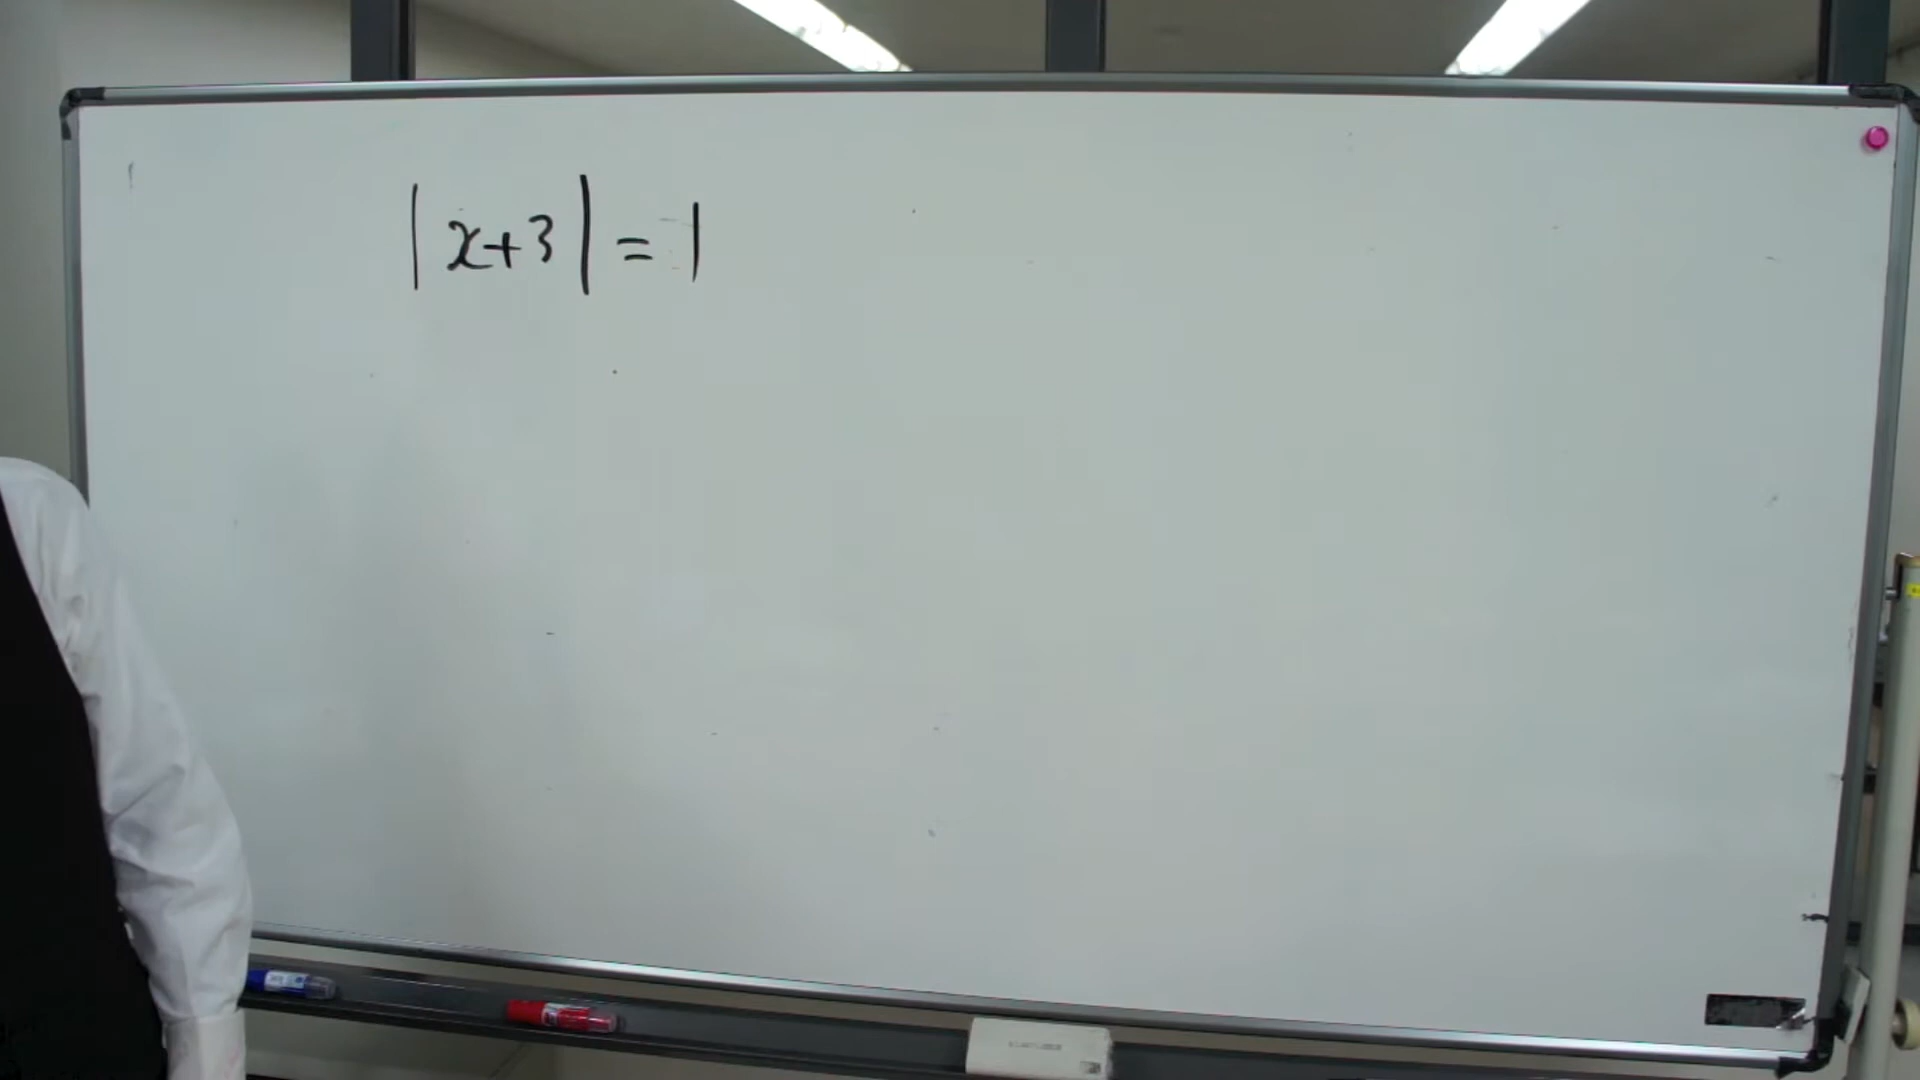 |x+3| = 1